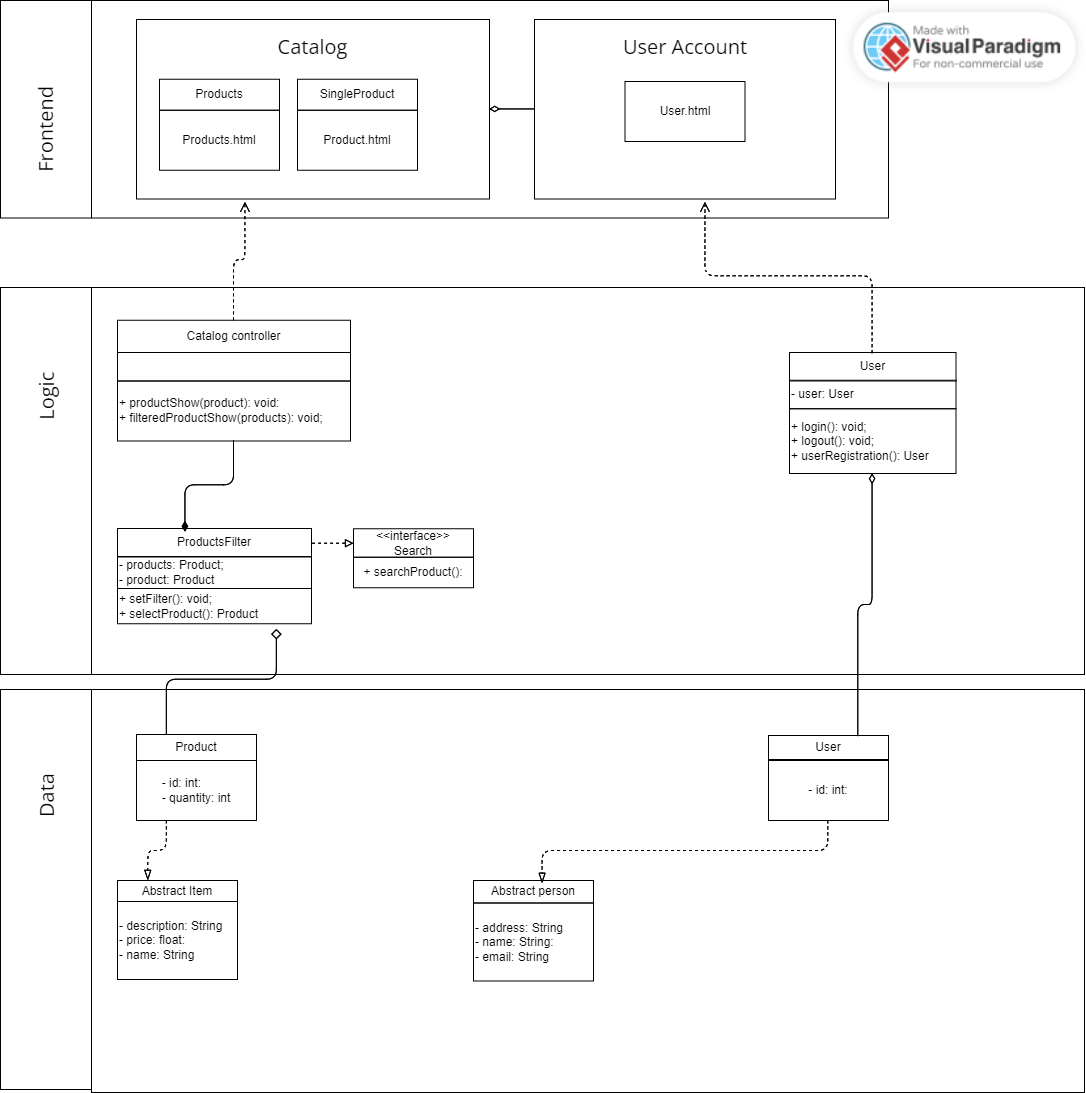 Made with
VisualParadigm
For non-commercial use
Frontend
Catalog
Products
Products.html
SingleProduct
Product.html
User Account
User.html
Logic
Catalog controller
+ productShow(product): void:
+ filteredProductShow(products): void;
User
- user: User
+ login(): void;
+ logout(): void;
+ userRegistration(): User
ProductsFilter
- products: Product;
- product: Product
+ setFilter(): void;
+ selectProduct(): Product
<<interface>>
Search
+ searchProduct():
Data
Product
- id: int:
- quantity: int
User
- id: int:
Abstract Item
- description: String
- price: float:
- name: String
Abstract person
- address: String
- name: String:
- email: String